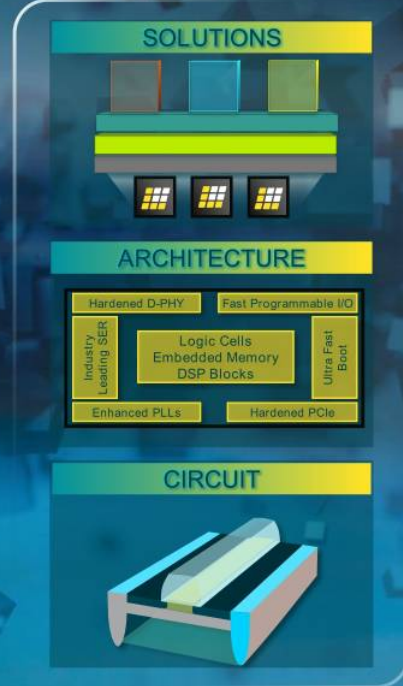 SOLUTIONS
ARCHITECTURE
Hardened D-PHY
Fast Programmable I/O
Industry
Leading SER
Logic Cells
Embedded Memory
DSP Blocks
Ultra Fast
Boot
Enhanced PLLs
Hardened PCIe
CIRCUIT